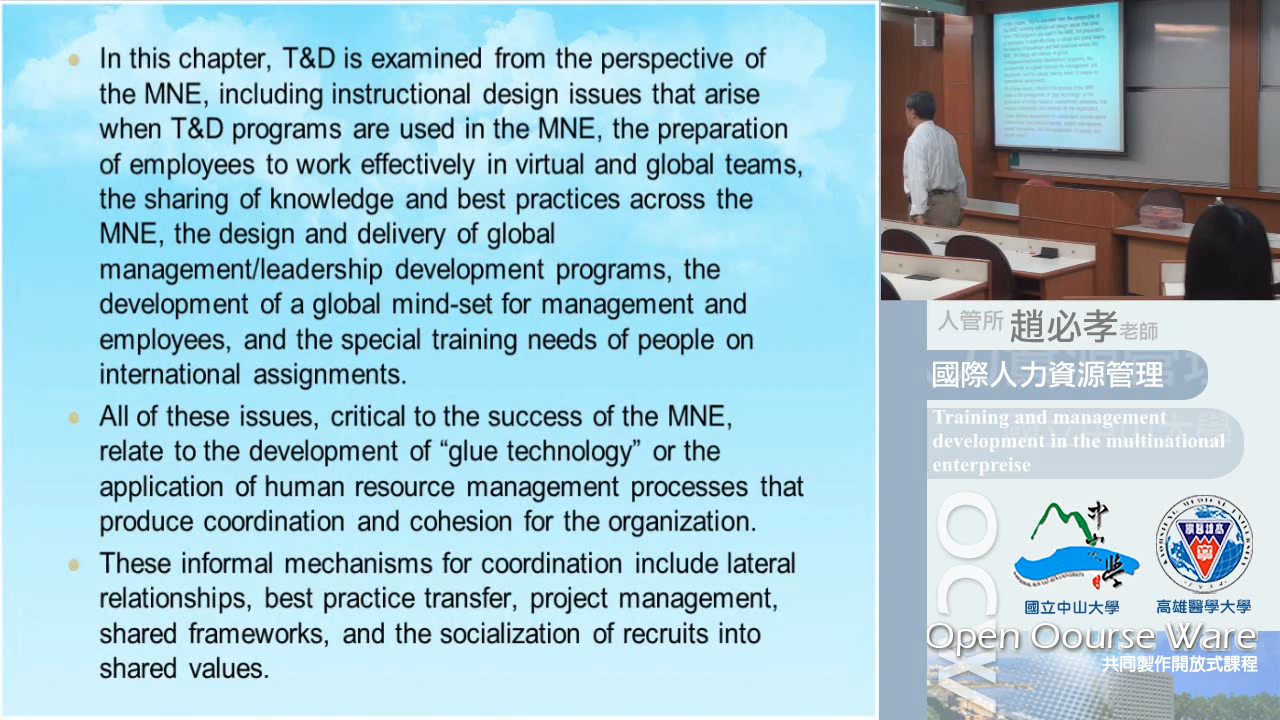 In this chapter, T&D is examined from the perspective of
the MNE, including instructional design issues that arise
when T&D programs are used in the MNE, the preparation
of employees to work effectively in virtual and global teams,
the sharing of knowledge and best practices across the
MNE, the design and delivery of global
management/leadership development programs, the
development of a global mind-set for management and
employees, and the special training needs of people on
international assignments.
All of these issues, critical to the success of the MNE,
relate to the development of “glue technology” or the
application of human resource management processes that
produce coordination and cohesion for the organization.
These informal mechanisms for coordination include lateral
relationships, best practice transfer, project management,
shared frameworks, and the socialization of recruits into
shared values.
人管所 趙必孝老師
國際人力資源管理
Training and management
development in the multinational
enterpreise
OCW
國立中山大學
高雄醫學大學
Open Oourse Ware
共同製作開放式課程